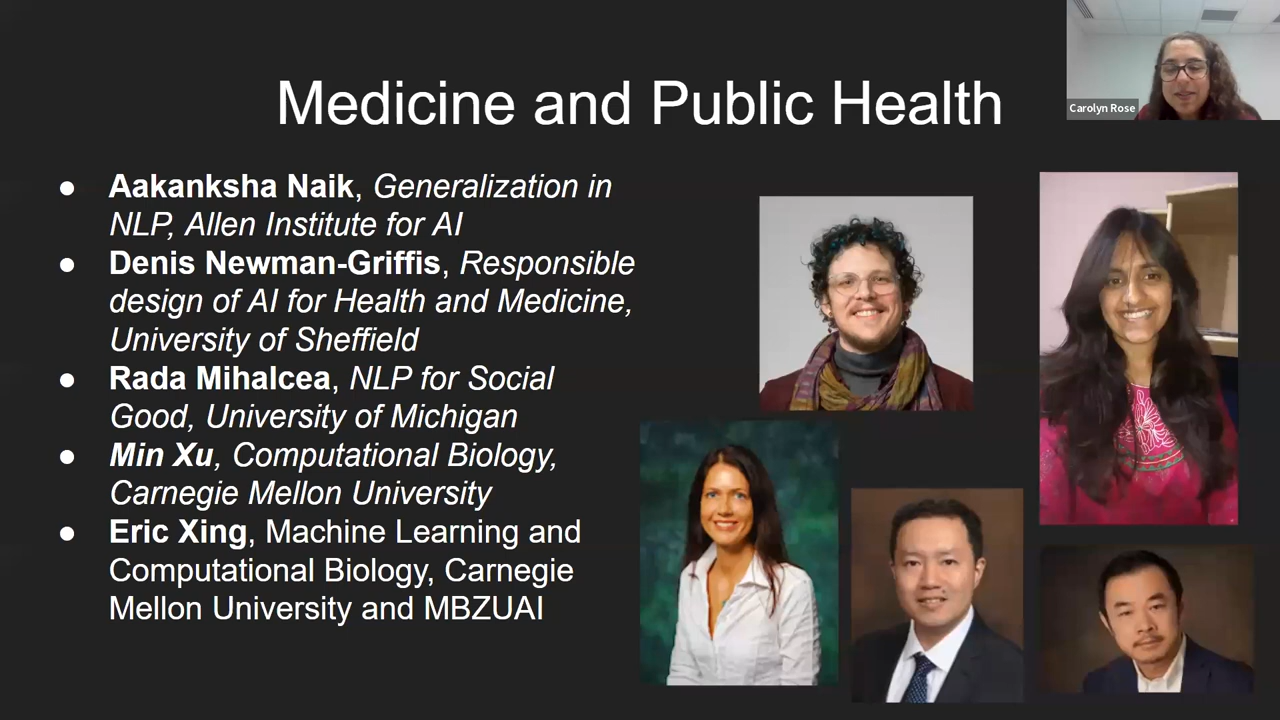 Medicine and Public Health
Carolyn Rose
● Aakanksha Naik, Generalization in
NLP, Allen Institute for AI
● Denis Newman-Griffis, Responsible
design of AI for Health and Medicine,
University of Sheffield
● Rada Mihalcea, NLP for Social
Good, University of Michigan
● Min Xu, Computational Biology,
Carnegie Mellon University
● Eric Xing, Machine Learning and
Computational Biology, Carnegie
Mellon University and MBZUAI